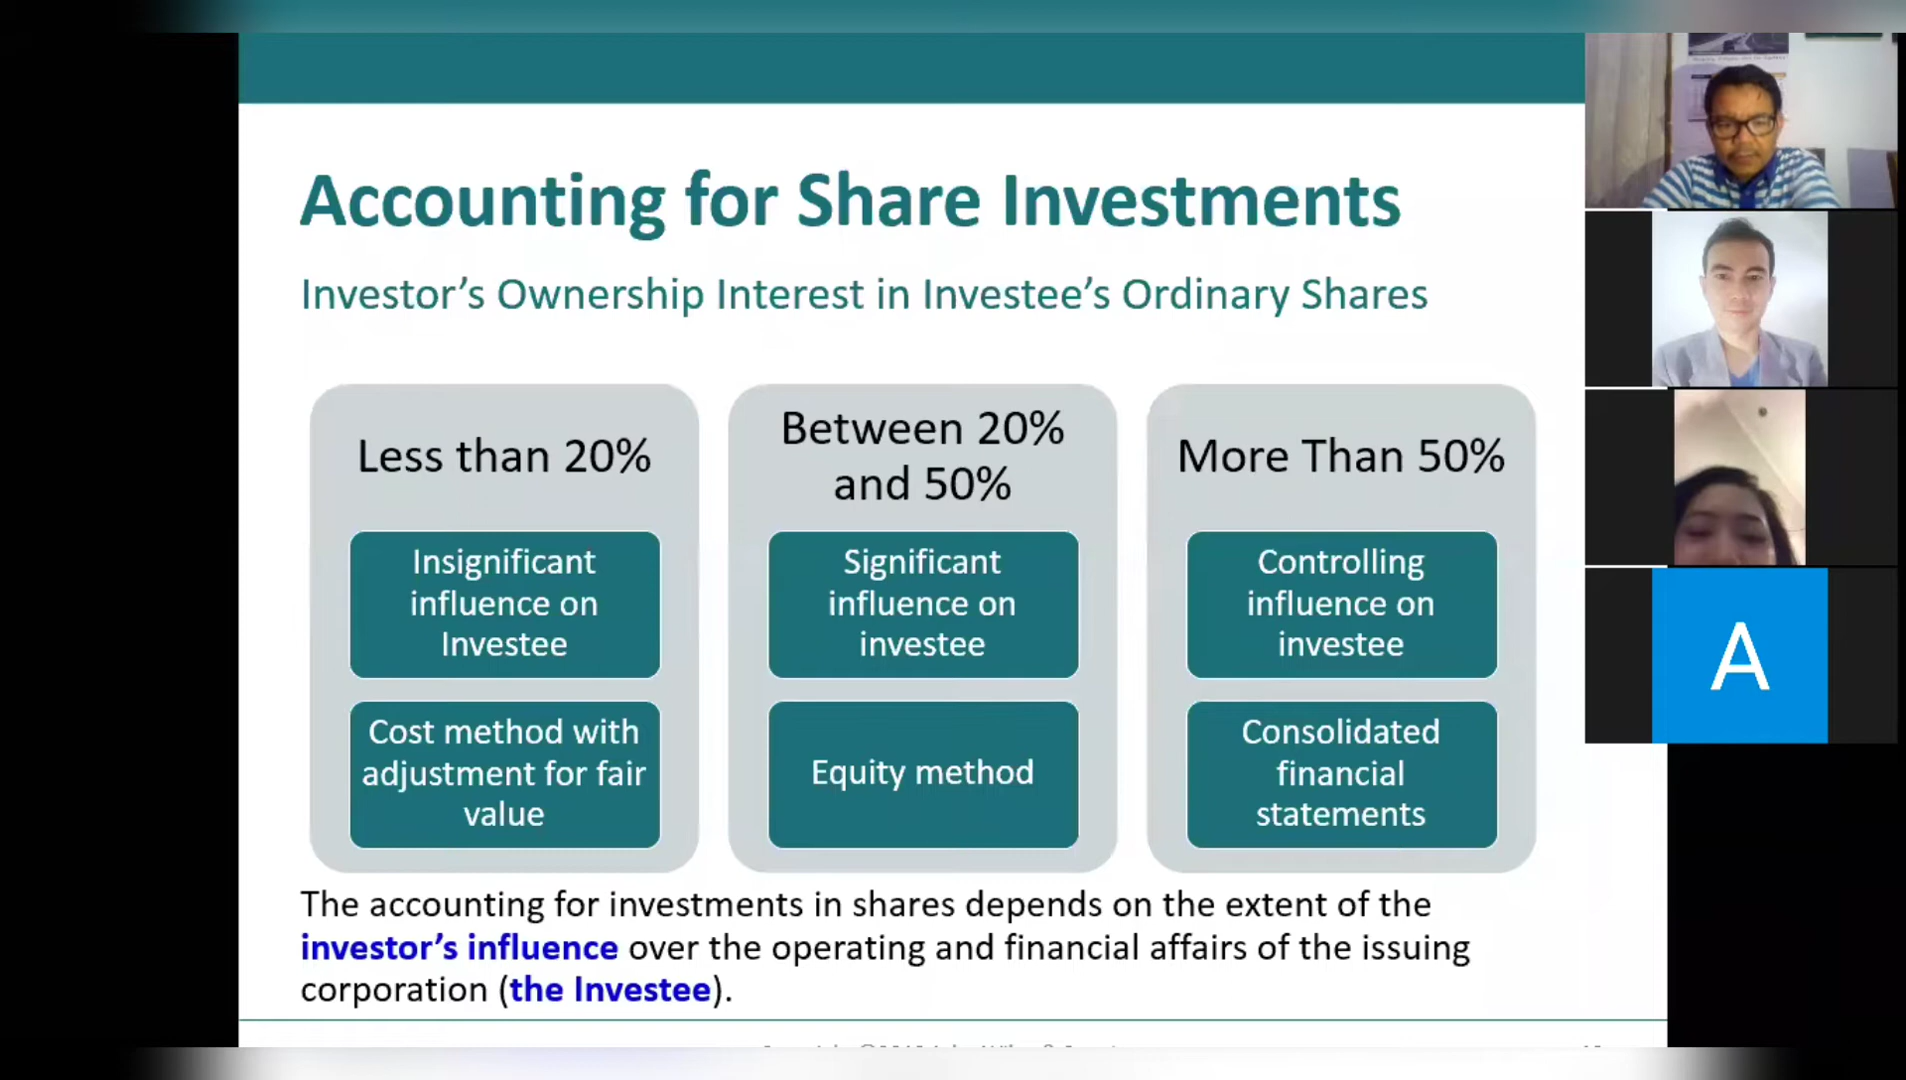 Accounting for Share Investments
Investor's Ownership Interest in Investee's Ordinary Shares
Less than 20%
Insignificant
influence on
Investee
Cost method with
adjustment for fair
value
Between 20%
and 50%
Significant
influence on
investee
Equity method
More Than 50%
Controlling
influence on
investee
Consolidated
financial
statements
The accounting for investments in shares depends on the extent of the
investor's influence over the operating and financial affairs of the issuing
corporation (the Investee).
A